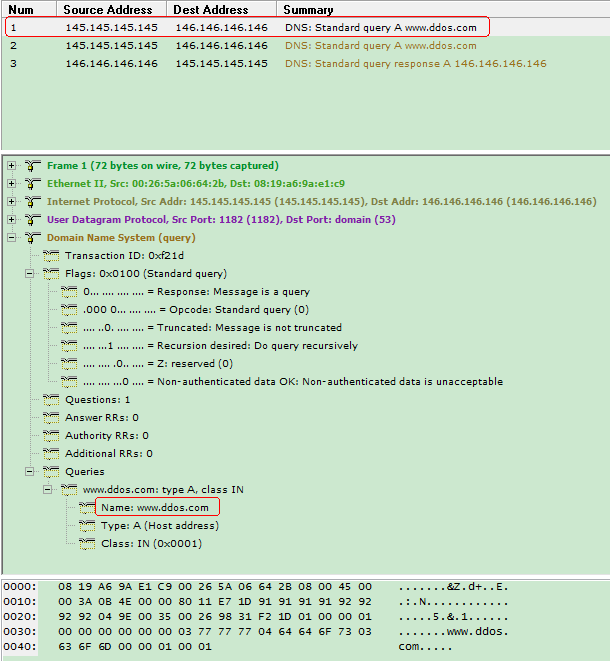 Num Source Address Dest Address Summary
1 145.145.145.145 146.146.146.146 DNS: Standard query A www.ddos.com
2 145.145.145.145 146.146.146.146 DNS: Standard query A www.ddos.com
3 146.146.146.146 145.145.145.145 DNS: Standard query response A 146.146.146.146
Frame 1 (72 bytes on wire, 72 bytes captured)
Ethernet II, Src: 00:26:5a:06:64:2b, Dst: 08:19:a6:9a:e1:c9
Internet Protocol, Src Addr: 145.145.145.145 (145.145.145.145), Dst Addr: 146.146.146.146 (146.146.146.146)
User Datagram Protocol, Src Port: 1182 (1182), Dst Port: domain (53)
Domain Name System (query)
Transaction ID: 0xf21d
Flags: 0x0100 (Standard query)
0... .... .... .... = Response: Message is a query
.000 0... .... .... = Opcode: Standard query (0)
.... ..0. .... .... = Truncated: Message is not truncated
.... ...1 .... .... = Recursion desired: Do query recursively
.... .... .0.. .... = Z: reserved (0)
.... .... ...0 .... = Non-authenticated data OK: Non-authenticated data is unacceptable
Questions: 1
Answer RRs: 0
Authority RRs: 0
Additional RRs: 0
Queries
www.ddos.com: type A, class IN
Name: www.ddos.com
Type: A (Host address)
Class: IN (0x0001)
0000: 08 19 A6 9A E1 C9 00 26 5A 06 64 2B 08 00 45 00 .......&Z.d+..E.
0010: 00 3A 0B 4E 00 00 80 11 E7 1D 91 91 91 91 92 92 .:.N............
0020: 92 92 04 9E 00 35 00 26 98 31 F2 1D 01 00 00 01 .....5.&.1......
0030: 00 00 00 00 00 00 03 77 77 77 04 64 64 6F 73 03 .......www.ddos.
0040: 63 6F 6D 00 00 01 00 01 com.....